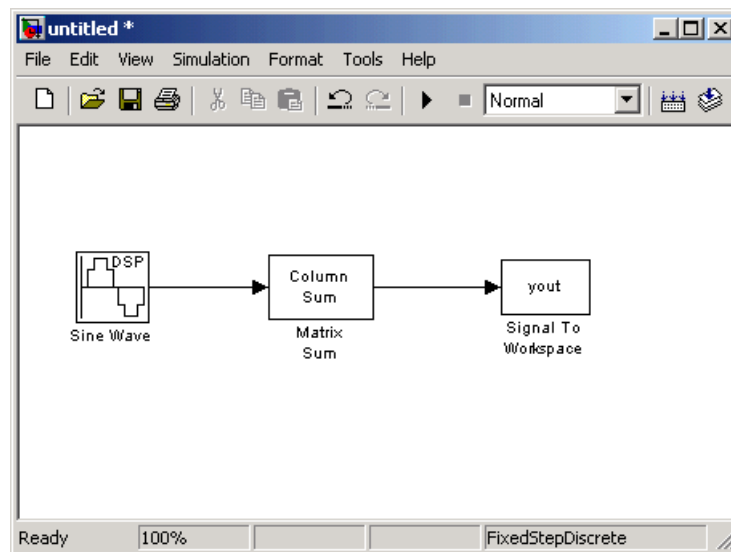 untitled *
File Edit View Simulation Format Tools Help
Normal
DSP
Sine Wave
Column
Sum
Matrix
Sum
yout
Signal To
Workspace
Ready 100% FixedStepDiscrete